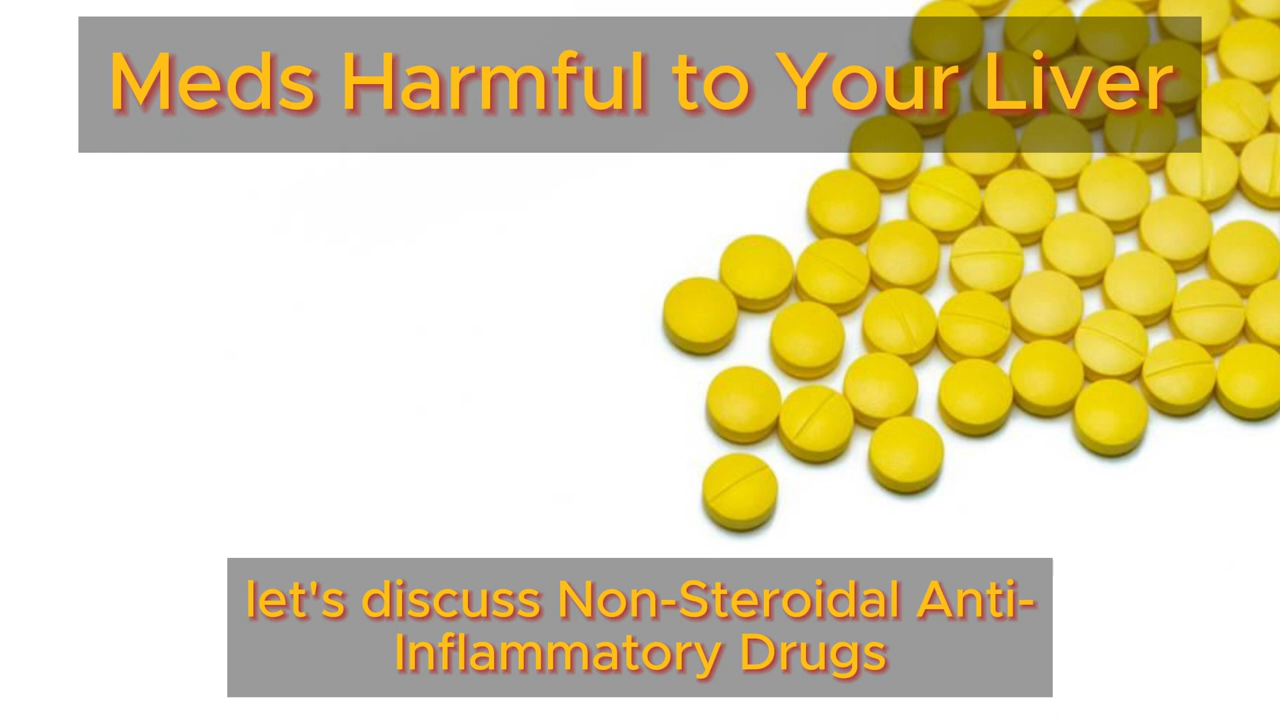 Meds Harmful to Your Liver
let's discuss Non-Steroidal Anti-
Inflammatory Drugs